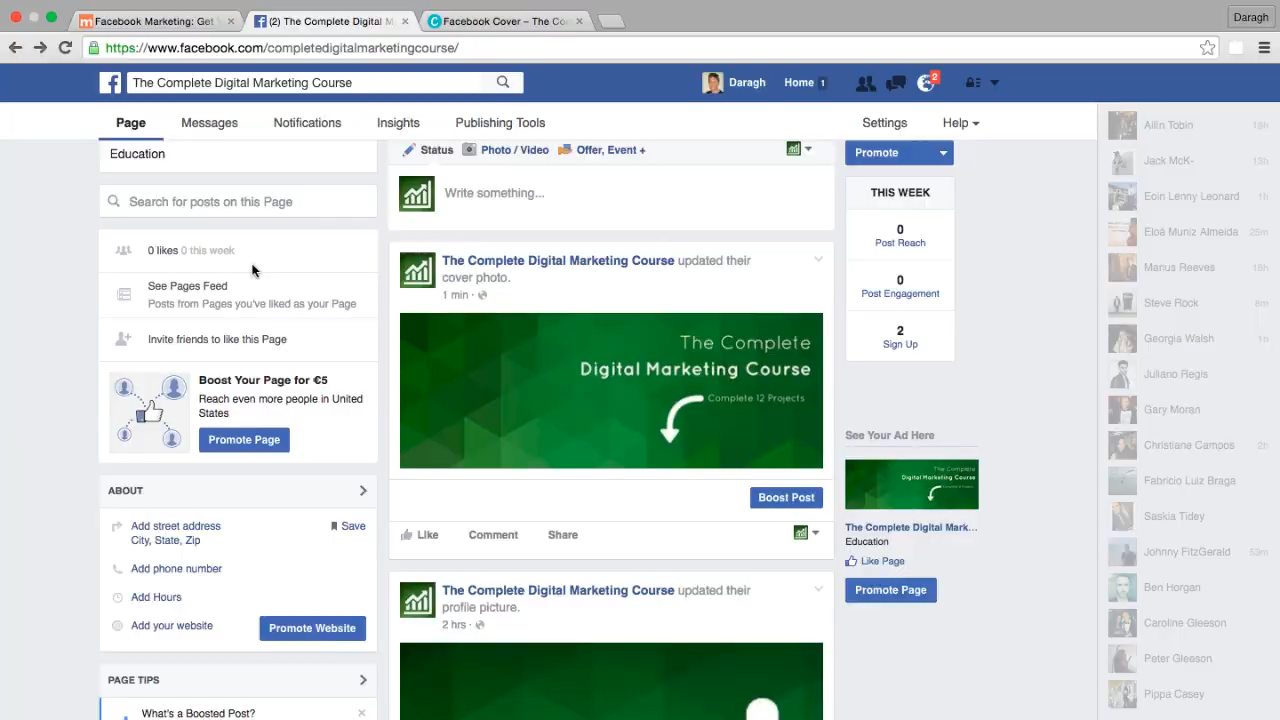 Daragh
Facebook Marketing: Get
(2) The Complete Digital M
Facebook Cover – The Co
https://www.facebook.com/completedigitalmarketingcourse/
The Complete Digital Marketing Course
Daragh
Home 1
2
Page
Messages
Notifications
Insights
Publishing Tools
Settings
Help
Education
Search for posts on this Page
0 likes 0 this week
See Pages Feed
Posts from Pages you've liked as your Page
Invite friends to like this Page
Boost Your Page for €5
Reach even more people in United
States
Promote Page
ABOUT
Add street address
City, State, Zip
Save
Add phone number
Add Hours
Add your website
Promote Website
PAGE TIPS
What's a Boosted Post?
Status
Photo / Video
Offer, Event +
Write something...
The Complete Digital Marketing Course updated their
cover photo.
1 min ·
The Complete
Digital Marketing Course
Complete 12 Projects
Boost Post
Like
Comment
Share
The Complete Digital Marketing Course updated their
profile picture.
2 hrs ·
Promote
THIS WEEK
0
Post Reach
0
Post Engagement
2
Sign Up
See Your Ad Here
The Complete
Digital Marketing Course
The Complete Digital Mark...
Education
Like Page
Promote Page
Allin Tobin 19h
Jack McK- 13h
Eoin Lenny Leonard 1h
Eloá Muniz Almeida 25m
Marius Reeves 16h
Steve Rock 8m
Georgia Walsh 1h
Juliano Regis
Gary Moran
Christiane Campos 2h
Fabricio Luiz Braga
Saskia Tidey
Johnny FitzGerald 53m
Ben Horgan
Caroline Gleeson
Peter Gleeson
Pippa Casey